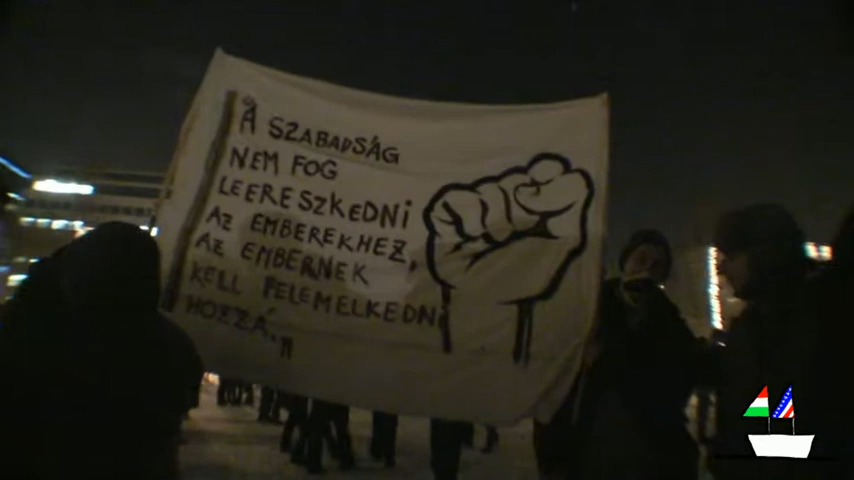 "A SZABADSÁG
NEM FOG
LEERESZKEDNI
AZ EMBEREKHEZ,
AZ EMBERNEK
KELL FELEMELKEDNI
HOZZÁ."